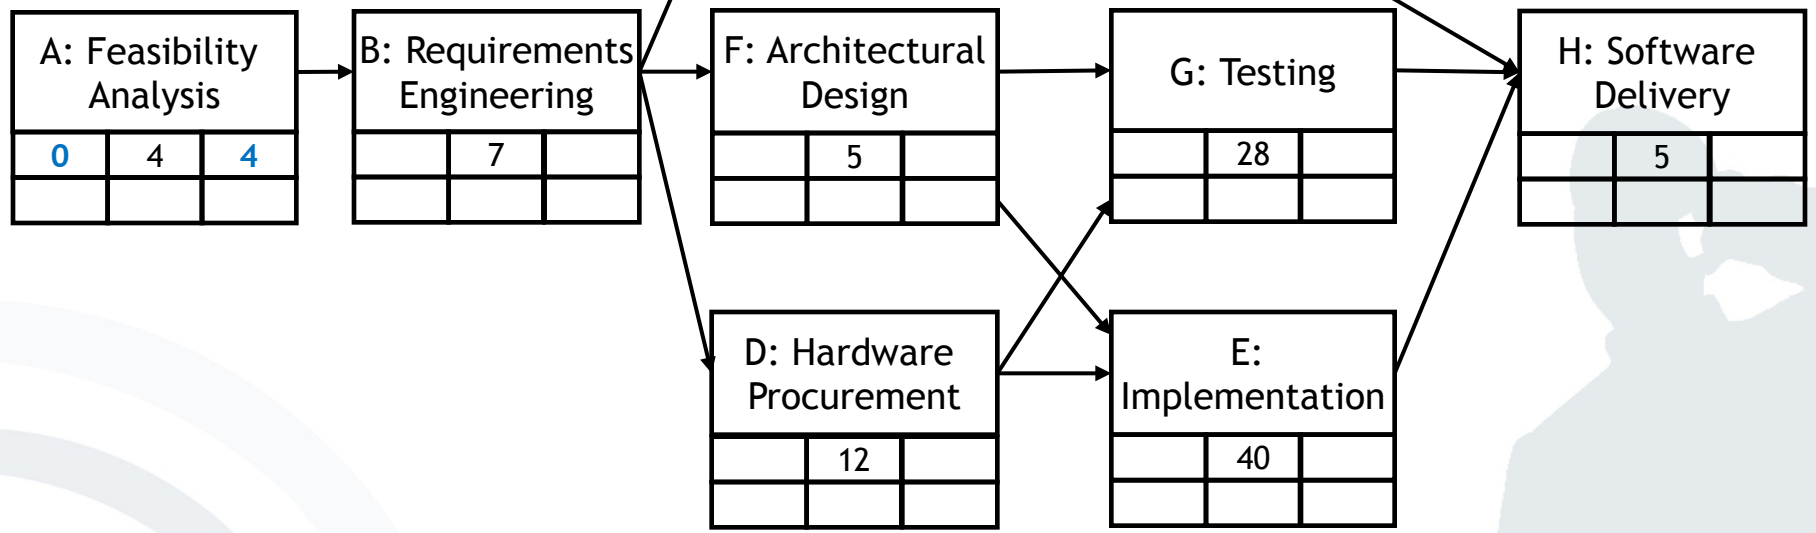 A: Feasibility
Analysis
0 4 4
B: Requirements
Engineering
7
F: Architectural
Design
5
G: Testing
28
H: Software
Delivery
5
D: Hardware
Procurement
12
E:
Implementation
40